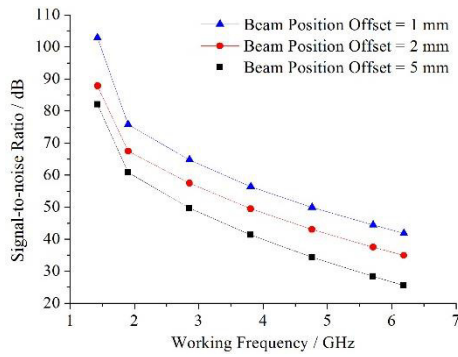 Signal-to-noise Ratio / dB
110
100
90
80
70
60
50
40
30
20
Beam Position Offset = 1 mm
Beam Position Offset = 2 mm
Beam Position Offset = 5 mm
1 2 3 4 5 6 7
Working Frequency / GHz